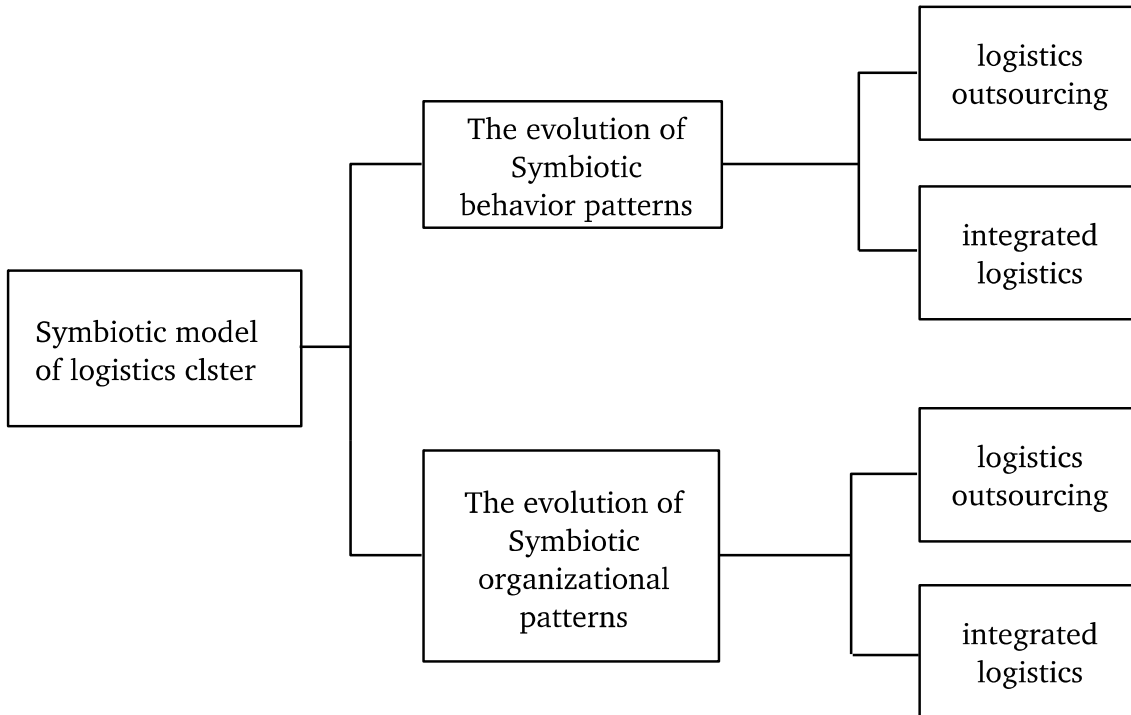 Symbiotic model
of logistics clster
The evolution of
Symbiotic
behavior patterns
logistics
outsourcing
integrated
logistics
The evolution of
Symbiotic
organizational
patterns
logistics
outsourcing
integrated
logistics